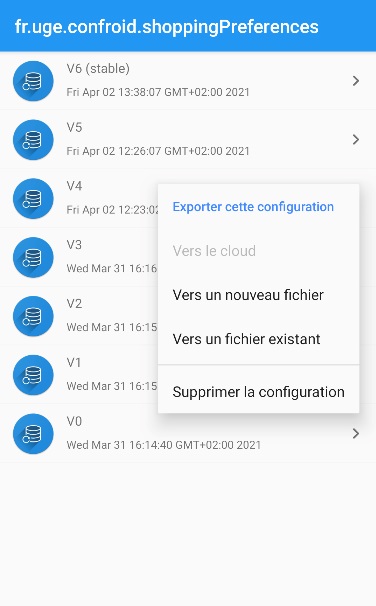 fr.uge.confroid.shoppingPreferences
V6 (stable)
Fri Apr 02 13:38:07 GMT+02:00 2021
V5
Fri Apr 02 12:26:07 GMT+02:00 2021
V4
Fri Apr 02 12:23:02
Exporter cette configuration
V3
Wed Mar 31 16:16
Vers le cloud
Vers un nouveau fichier
V2
Wed Mar 31 16:15
Vers un fichier existant
V1
Wed Mar 31 16:15
Supprimer la configuration
V0
Wed Mar 31 16:14:40 GMT+02:00 2021